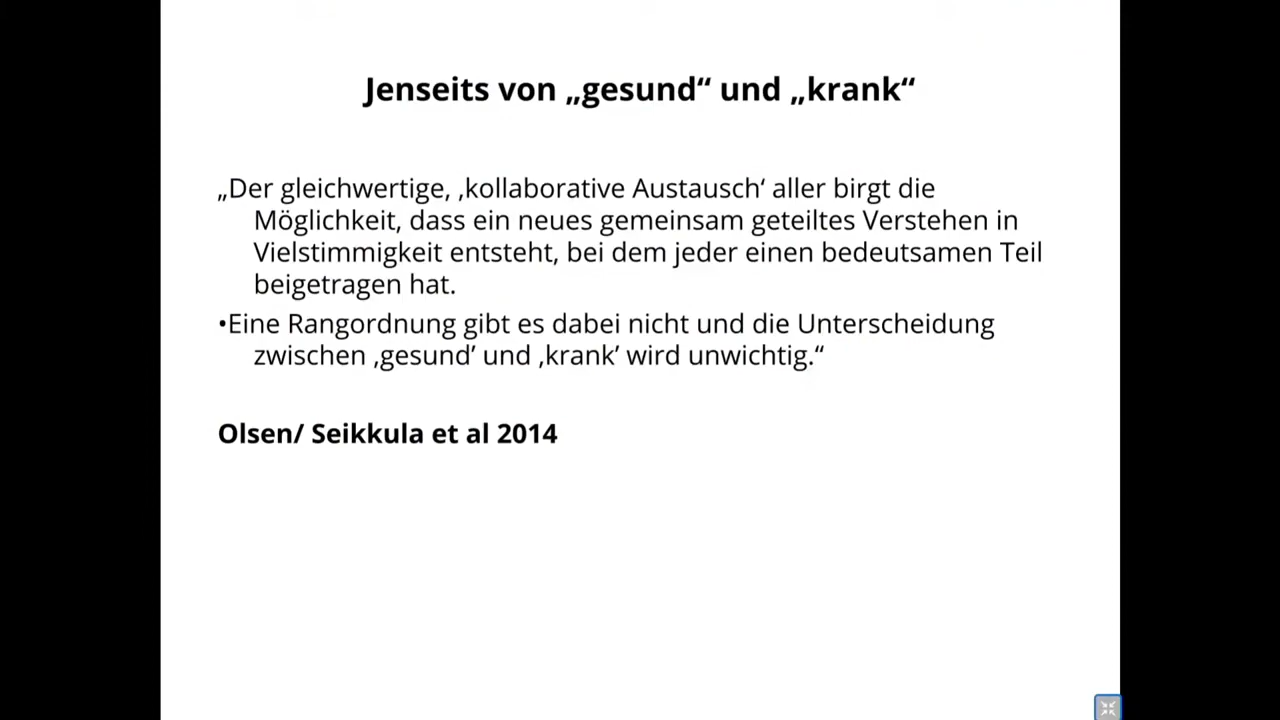 Jenseits von „gesund“ und „krank“
„Der gleichwertige, ‚kollaborative Austausch‘ aller birgt die
Möglichkeit, dass ein neues gemeinsam geteiltes Verstehen in
Vielstimmigkeit entsteht, bei dem jeder einen bedeutsamen Teil
beigetragen hat.
•Eine Rangordnung gibt es dabei nicht und die Unterscheidung
zwischen ‚gesund’ und ‚krank’ wird unwichtig.“
Olsen/ Seikkula et al 2014